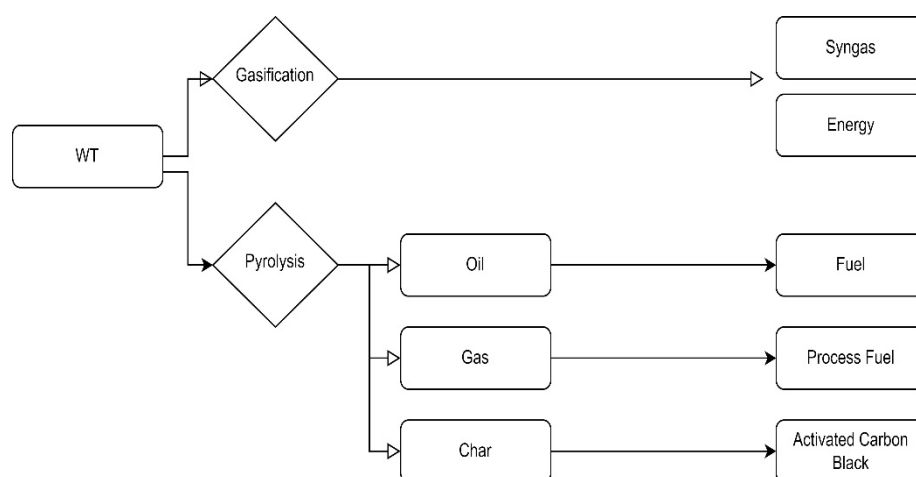 Gasification
Syngas
Energy
WT
Pyrolysis
Oil
Fuel
Gas
Process Fuel
Char
Activated Carbon
Black